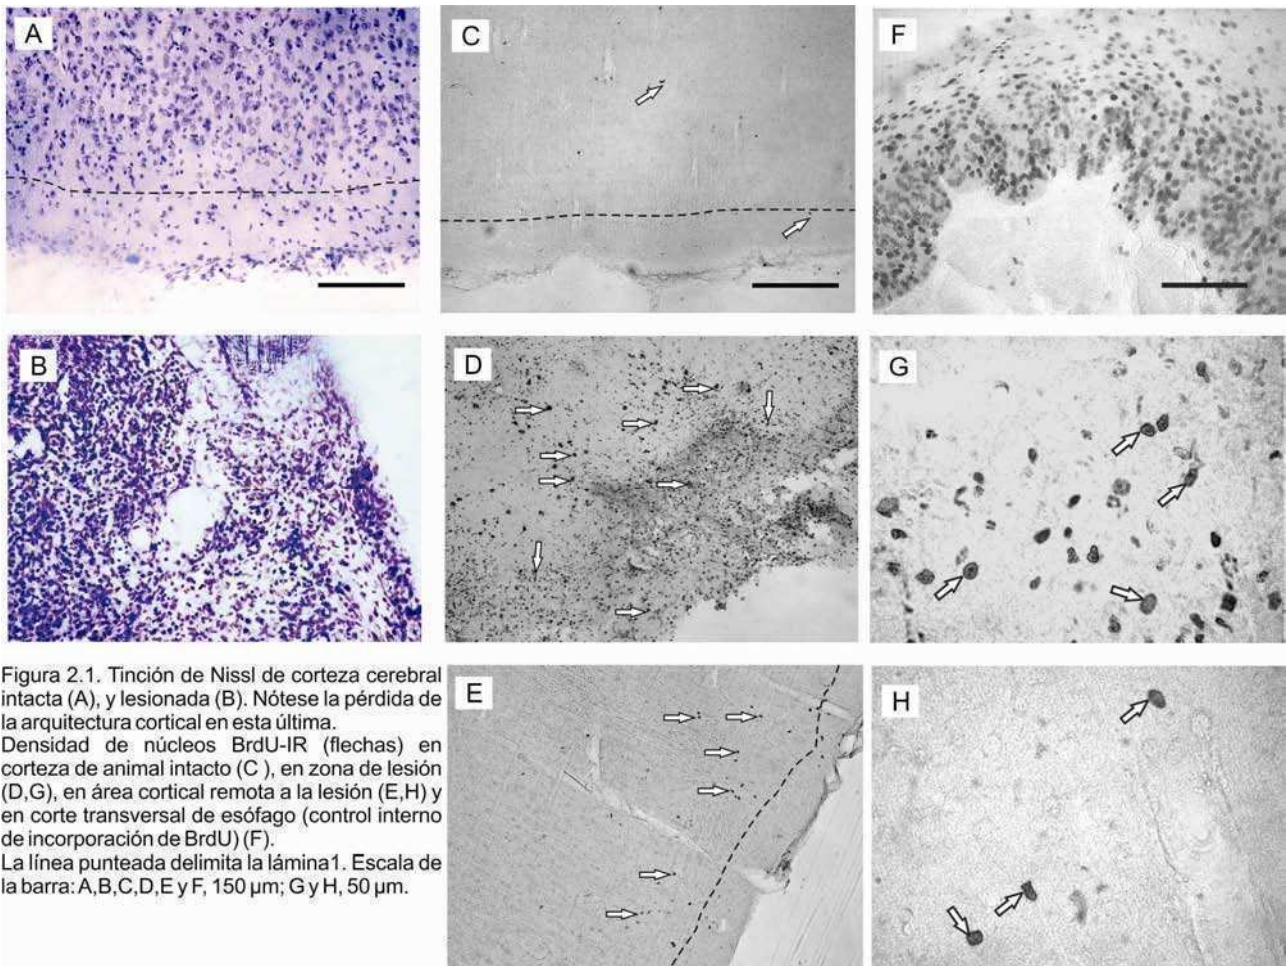 A
C
F
B
D
G
Figura 2.1. Tinción de Nissl de corteza cerebral
intacta (A), y lesionada (B). Nótese la pérdida de
la arquitectura cortical en esta última.
Densidad de núcleos BrdU-IR (flechas) en
corteza de animal intacto (C ), en zona de lesión
(D,G), en área cortical remota a la lesión (E,H) y
en corte transversal de esófago (control interno
de incorporación de BrdU) (F).
La línea punteada delimita la lámina1. Escala de
la barra: A,B,C,D,E y F, 150 µm; G y H, 50 µm.
E
H